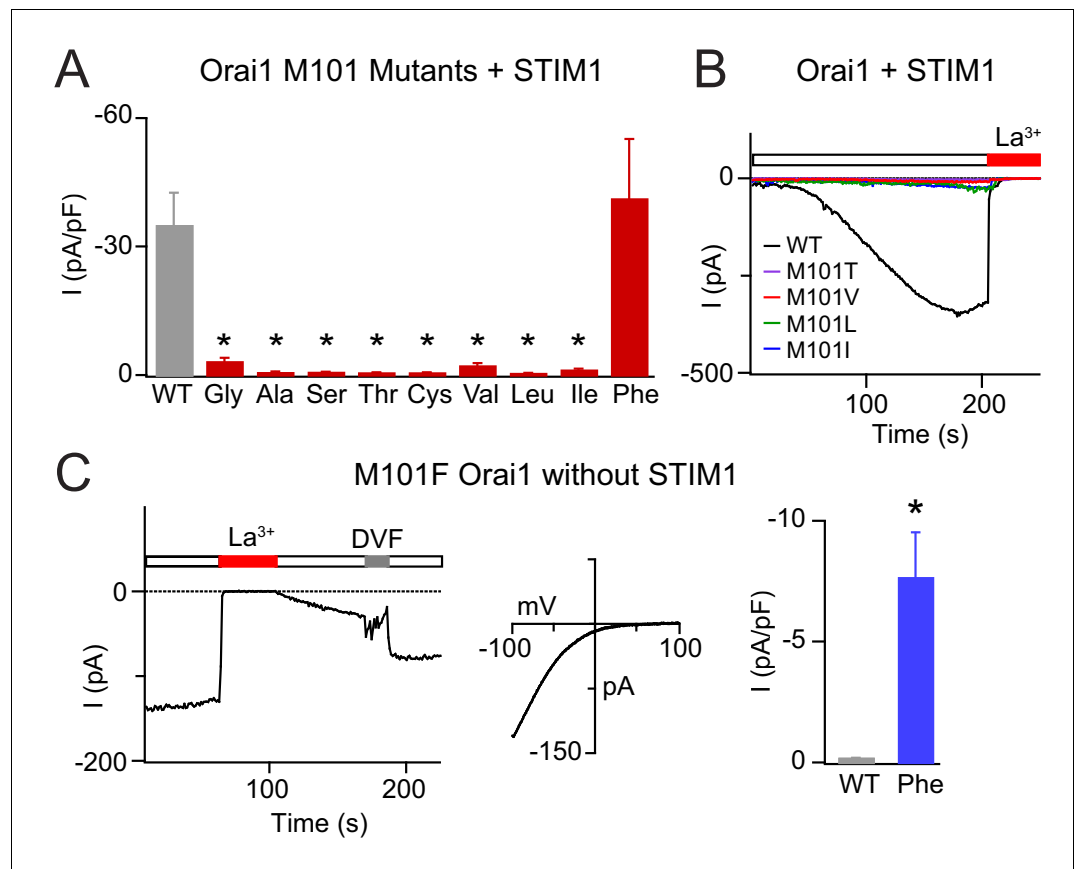 A
Orai1 M101 Mutants + STIM1
-60
-30
0
I (pA/pF)
* * * * * * * *
WT Gly Ala Ser Thr Cys Val Leu Ile Phe
B
Orai1 + STIM1
La³⁺
0
-500
I (pA)
WT
M101T
M101V
M101L
M101I
100 200
Time (s)
C
M101F Orai1 without STIM1
La³⁺ DVF
0
-200
I (pA)
100 200
Time (s)
mV
-100 100
pA
-150
*
-10
-5
0
I (pA/pF)
WT Phe